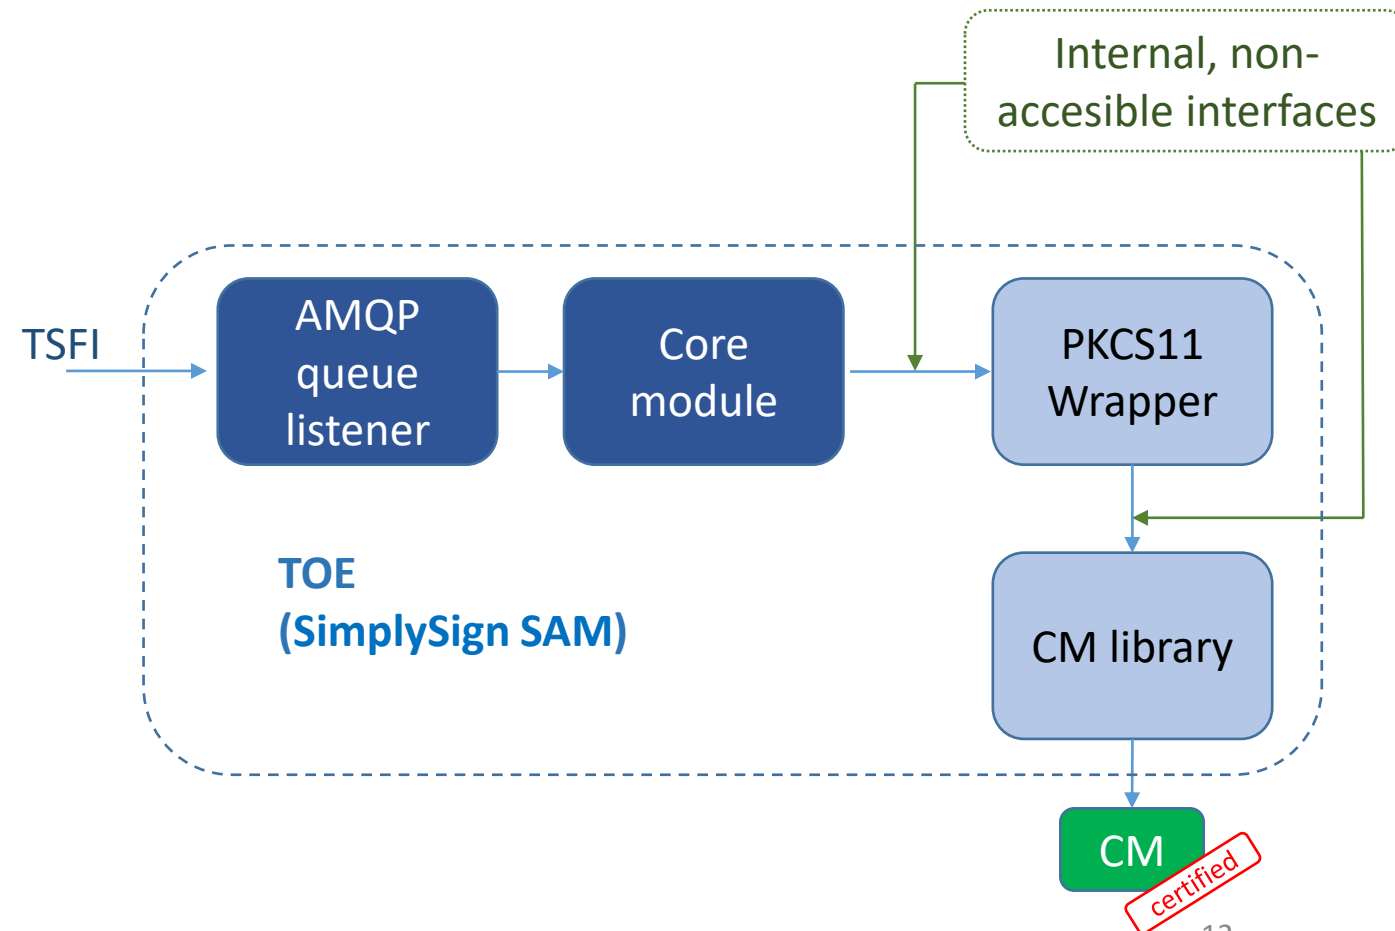 Internal, non-
accesible interfaces
AMQP
queue
listener
Core
module
PKCS11
Wrapper
TSFI
TOE
(SimplySign SAM)
CM library
CM
certified